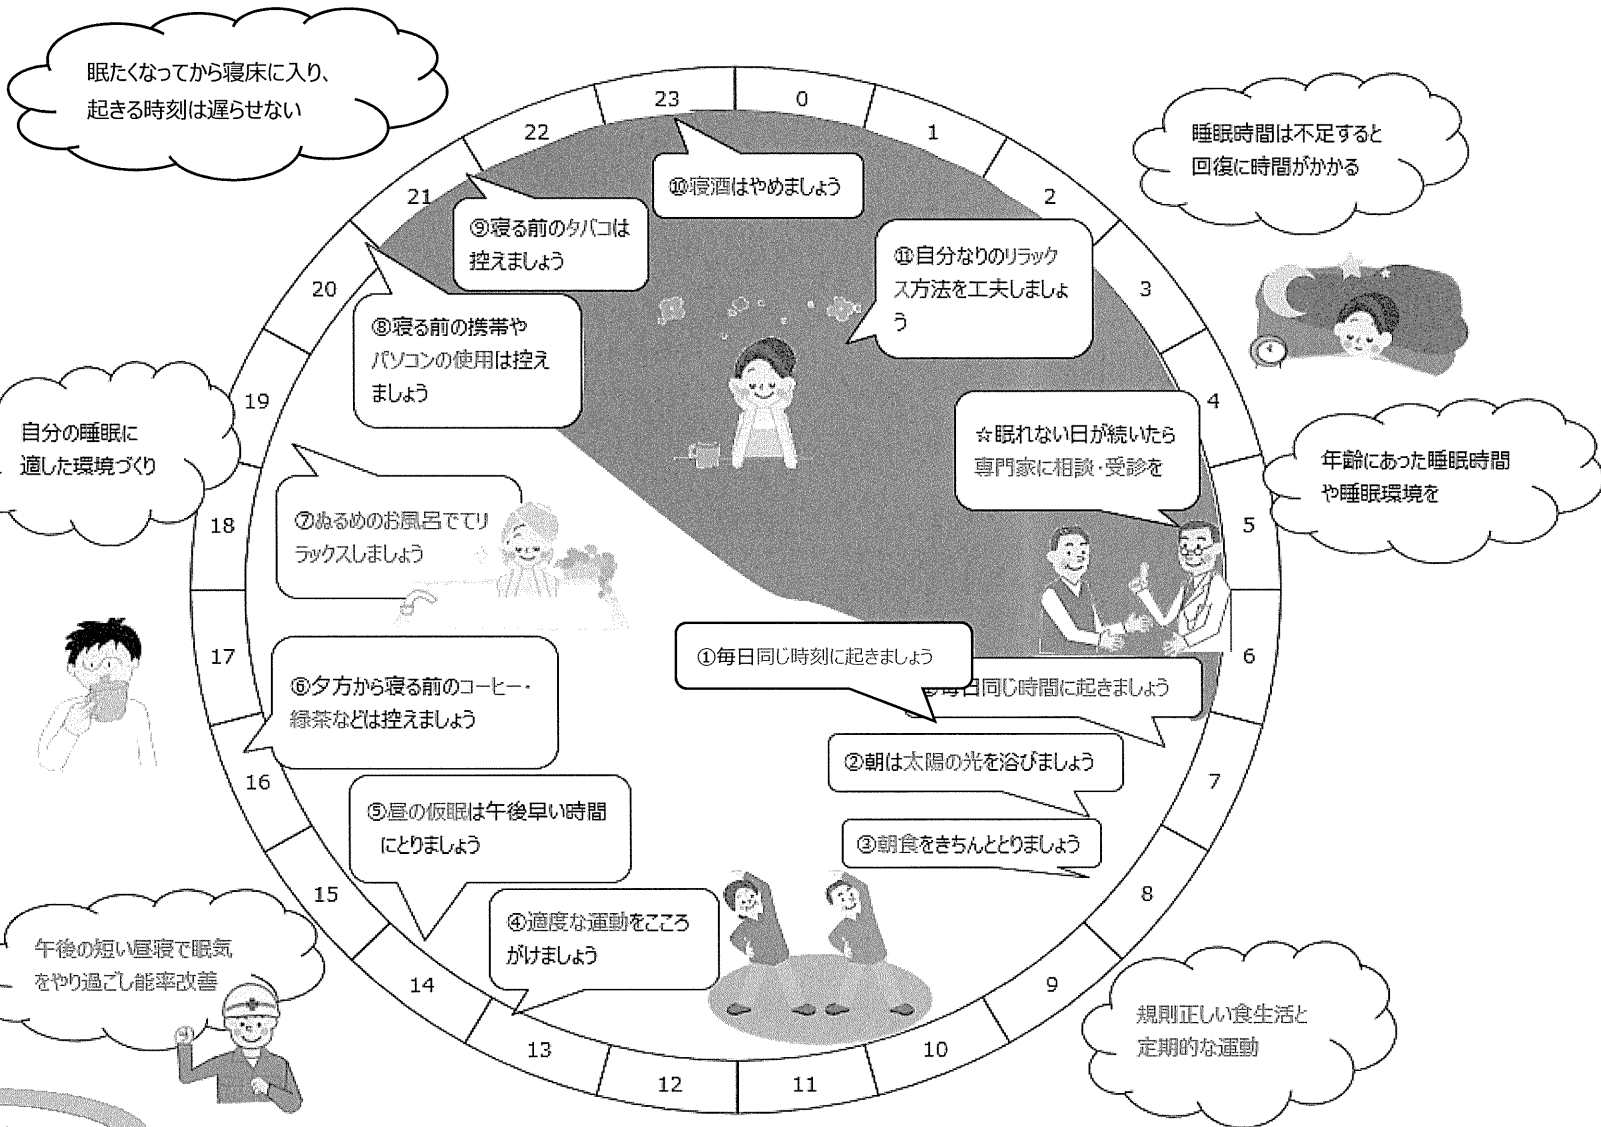 眠たくなってから寝床に入り、
起きる時刻は遅らせない
睡眠時間は不足すると
回復に時間がかかる
23
0
22
1
21
2
20
3
19
4
18
5
17
6
16
7
15
8
14
9
13
10
12
11
⑩寝酒はやめましょう
⑨寝る前のタバコは
控えましょう
⑪自分なりのリラック
ス方法を工夫しましょ
う
⑧寝る前の携帯や
パソコンの使用は控え
ましょう
☆眠れない日が続いたら
専門家に相談・受診を
自分の睡眠に
適した環境づくり
年齢にあった睡眠時間
や睡眠環境を
⑦ぬるめのお風呂でてリ
ラックスしましょう
①毎日同じ時刻に起きましょう
毎日同じ時間に起きましょう
⑥夕方から寝る前のコーヒー・
緑茶などは控えましょう
②朝は太陽の光を浴びましょう
⑤昼の仮眠は午後早い時間
にとりましょう
③朝食をきちんととりましょう
④適度な運動をこころ
がけましょう
午後の短い昼寝で眠気
をやり過ごし能率改善
規則正しい食生活と
定期的な運動